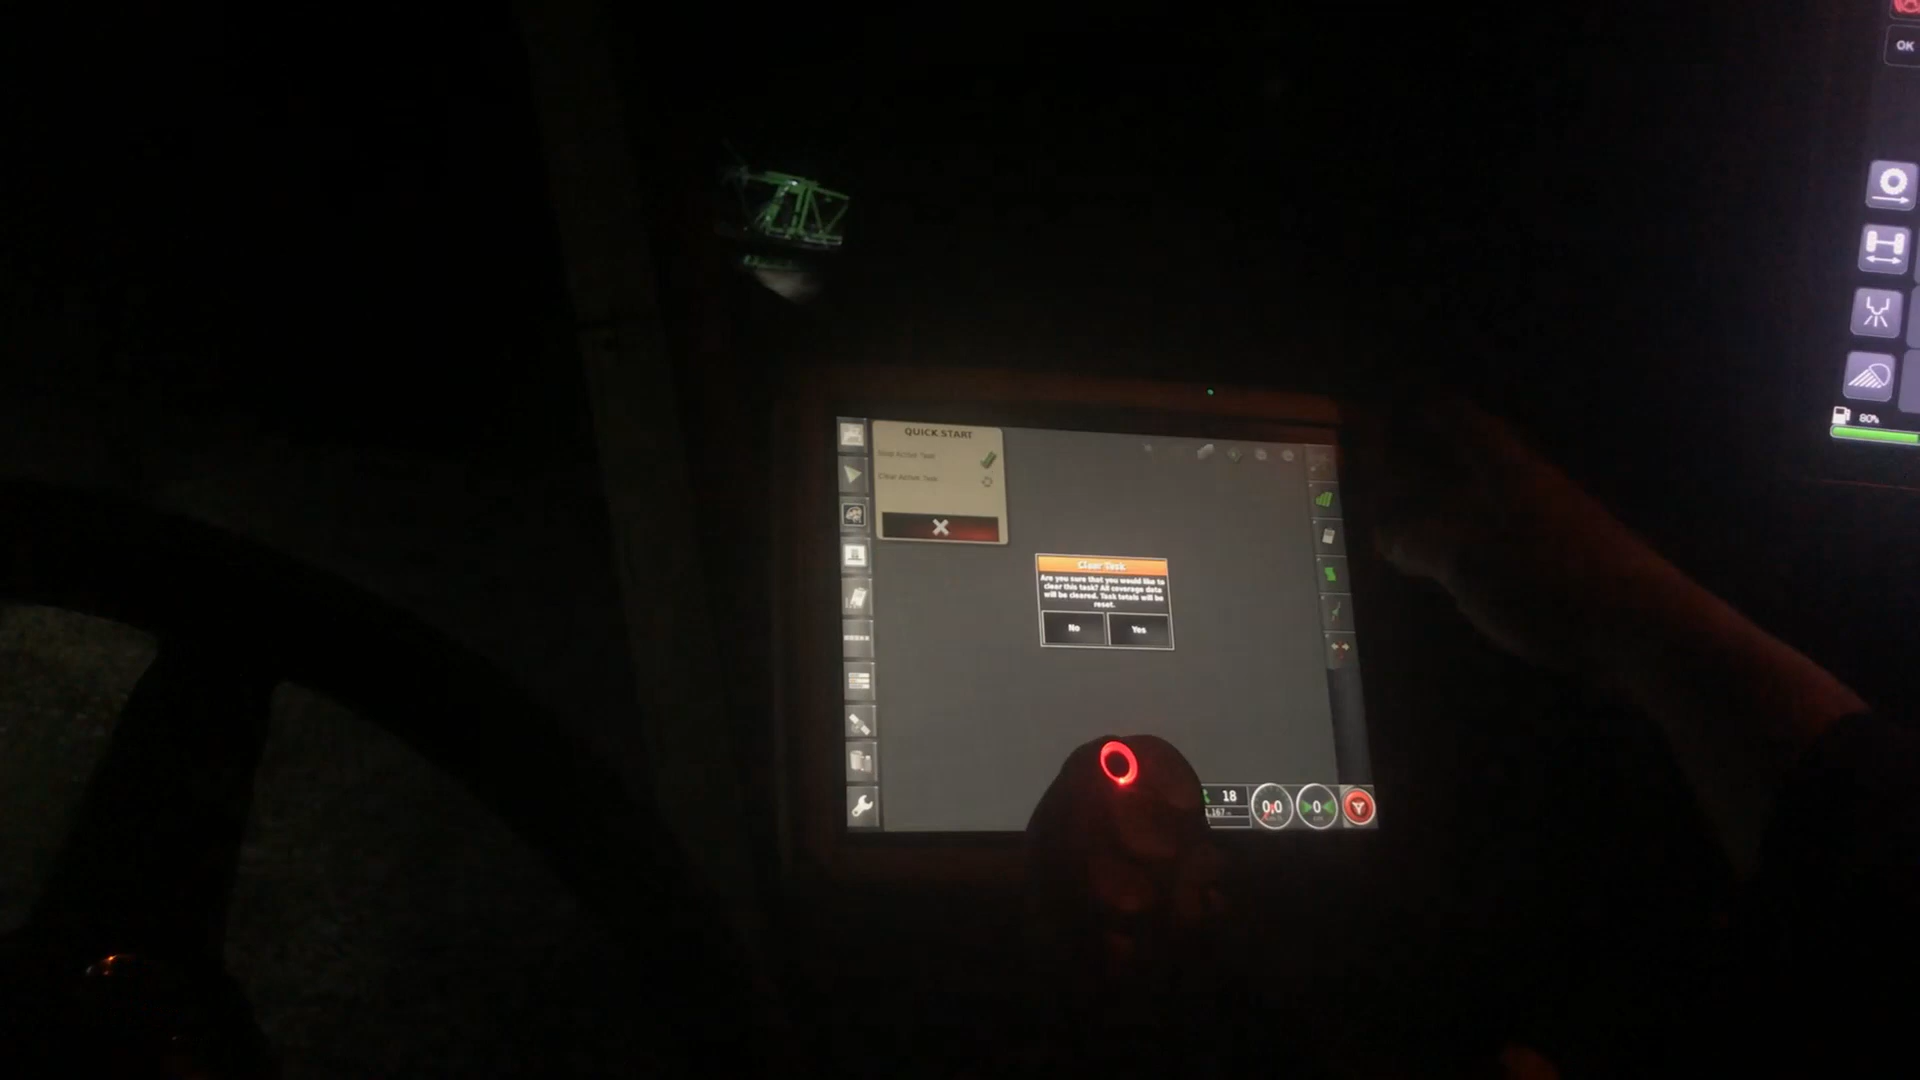 OK
80%
QUICK START
Stop Active Task
Clear Active Task
Clear Task
Are you sure that you would like to
clear this task? All coverage data
will be cleared. Task totals will be
reset.
No
Yes
18
0.0
0